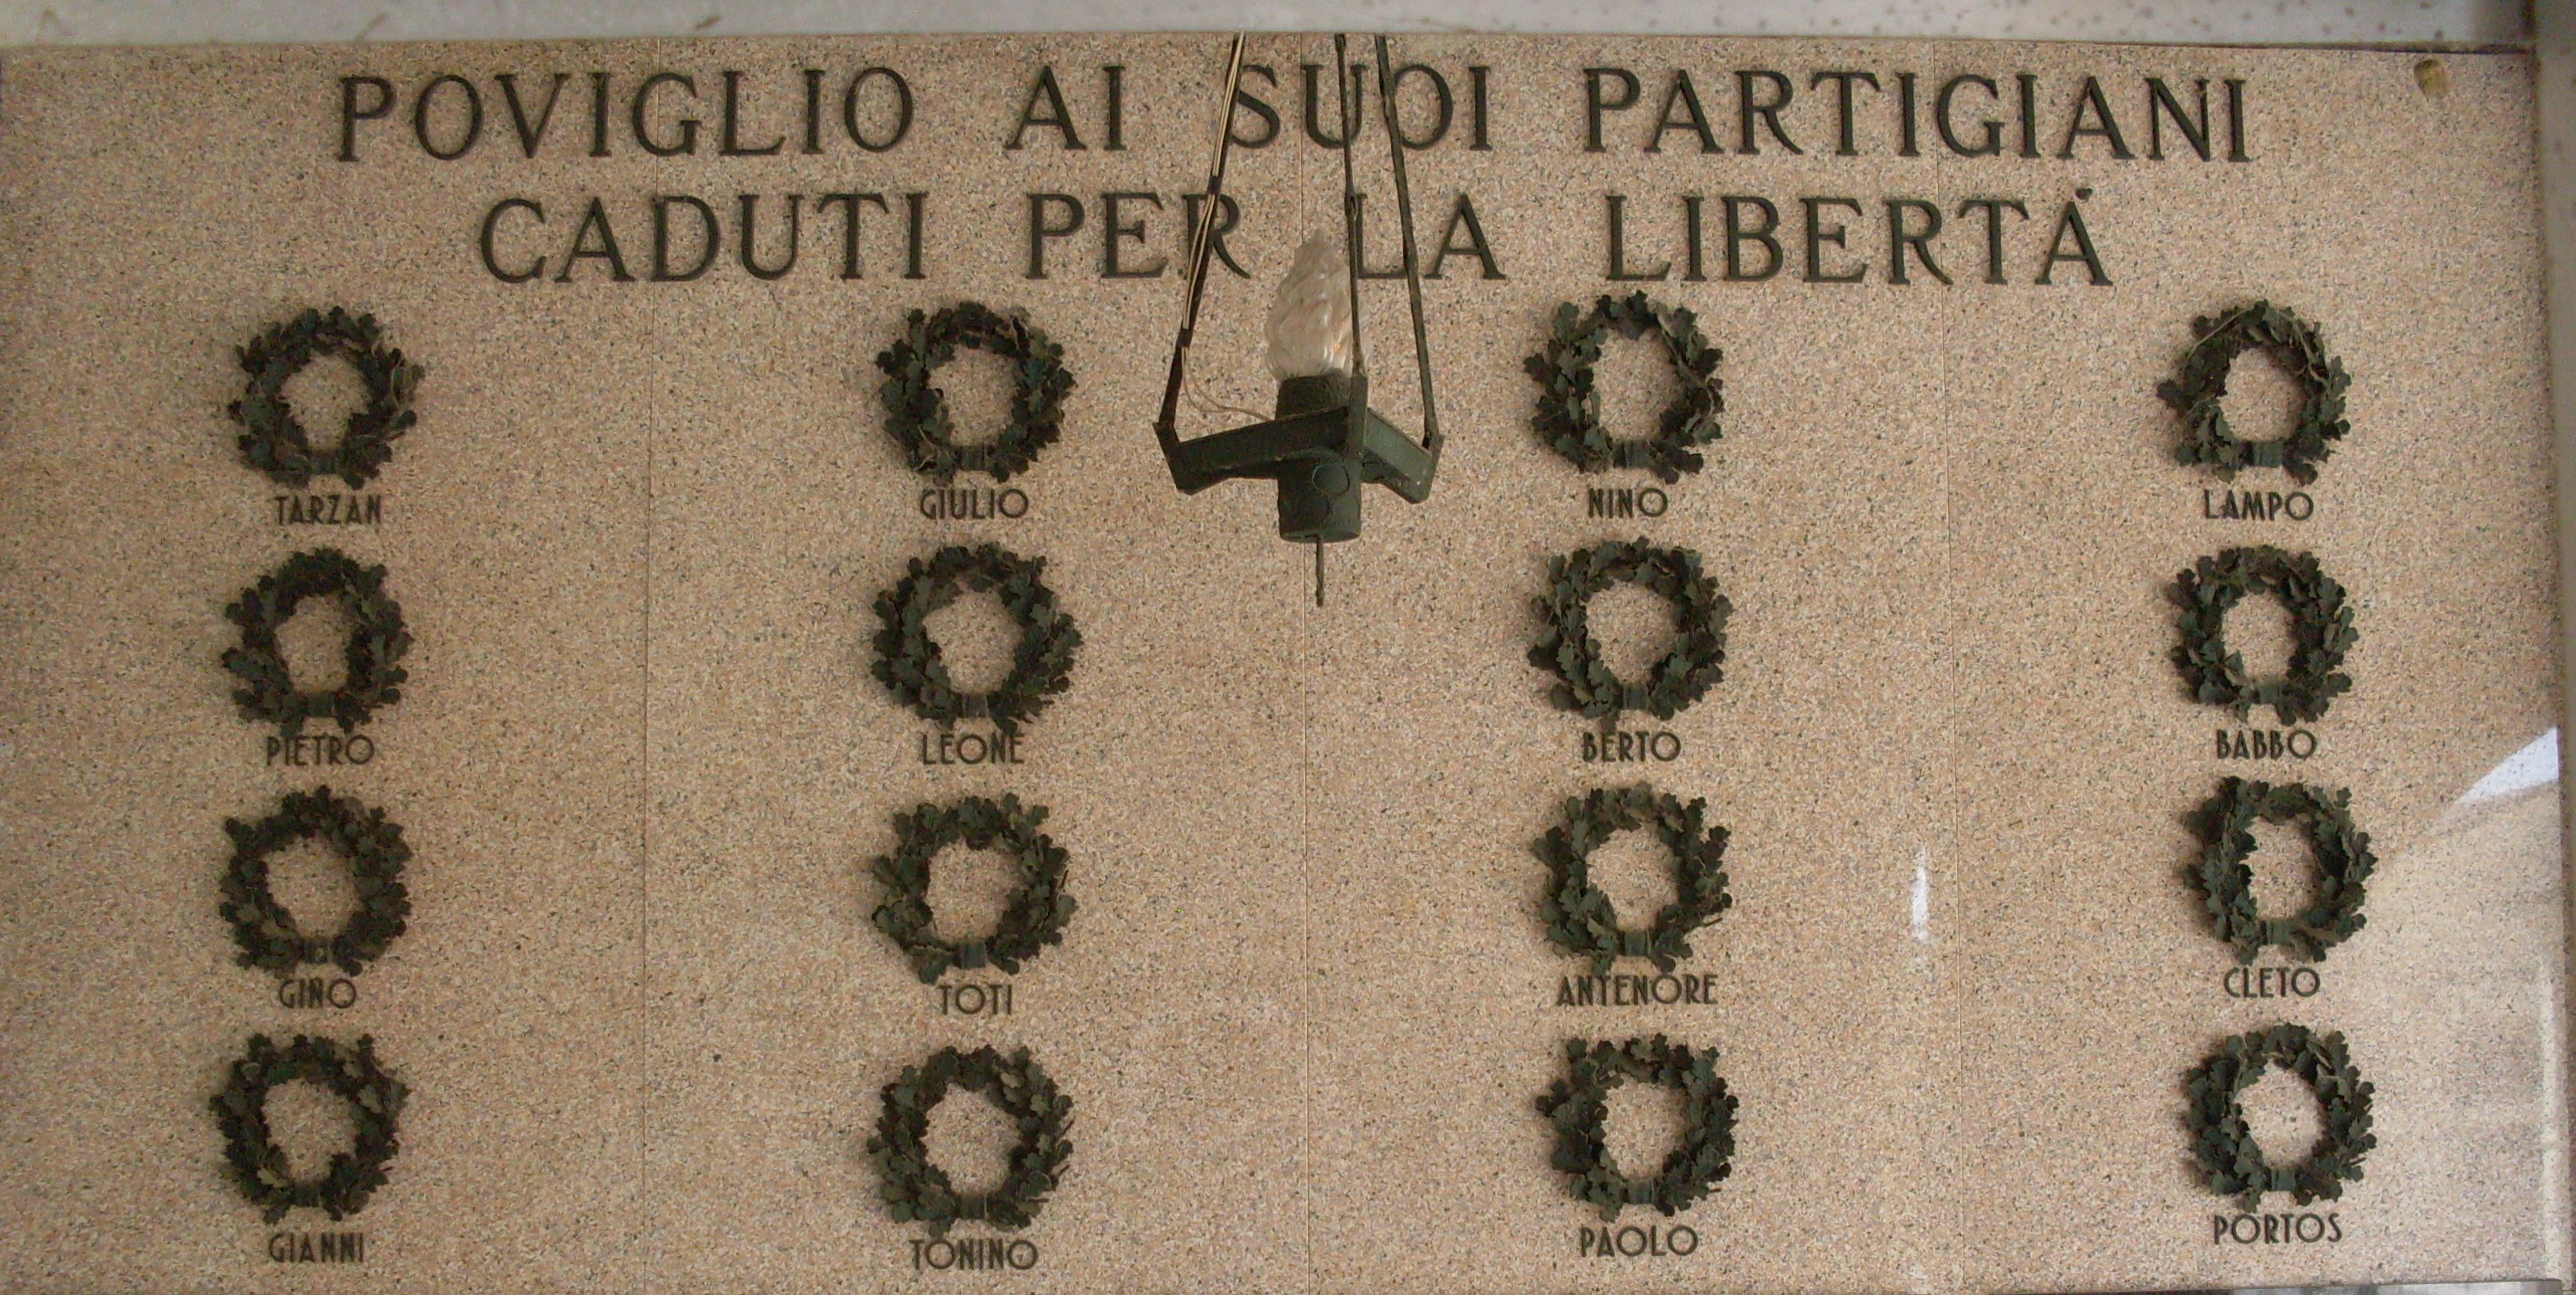 POVIGLIO AI SUOI PARTIGIANI
CADUTI PER LA LIBERTÁ
TARZAN GIULIO NINO LAMPO
PIETRO LEONE BERTO BABBO
GINO TOTI ANTENORE CLETO
GIANNI TONINO PAOLO PORTOS